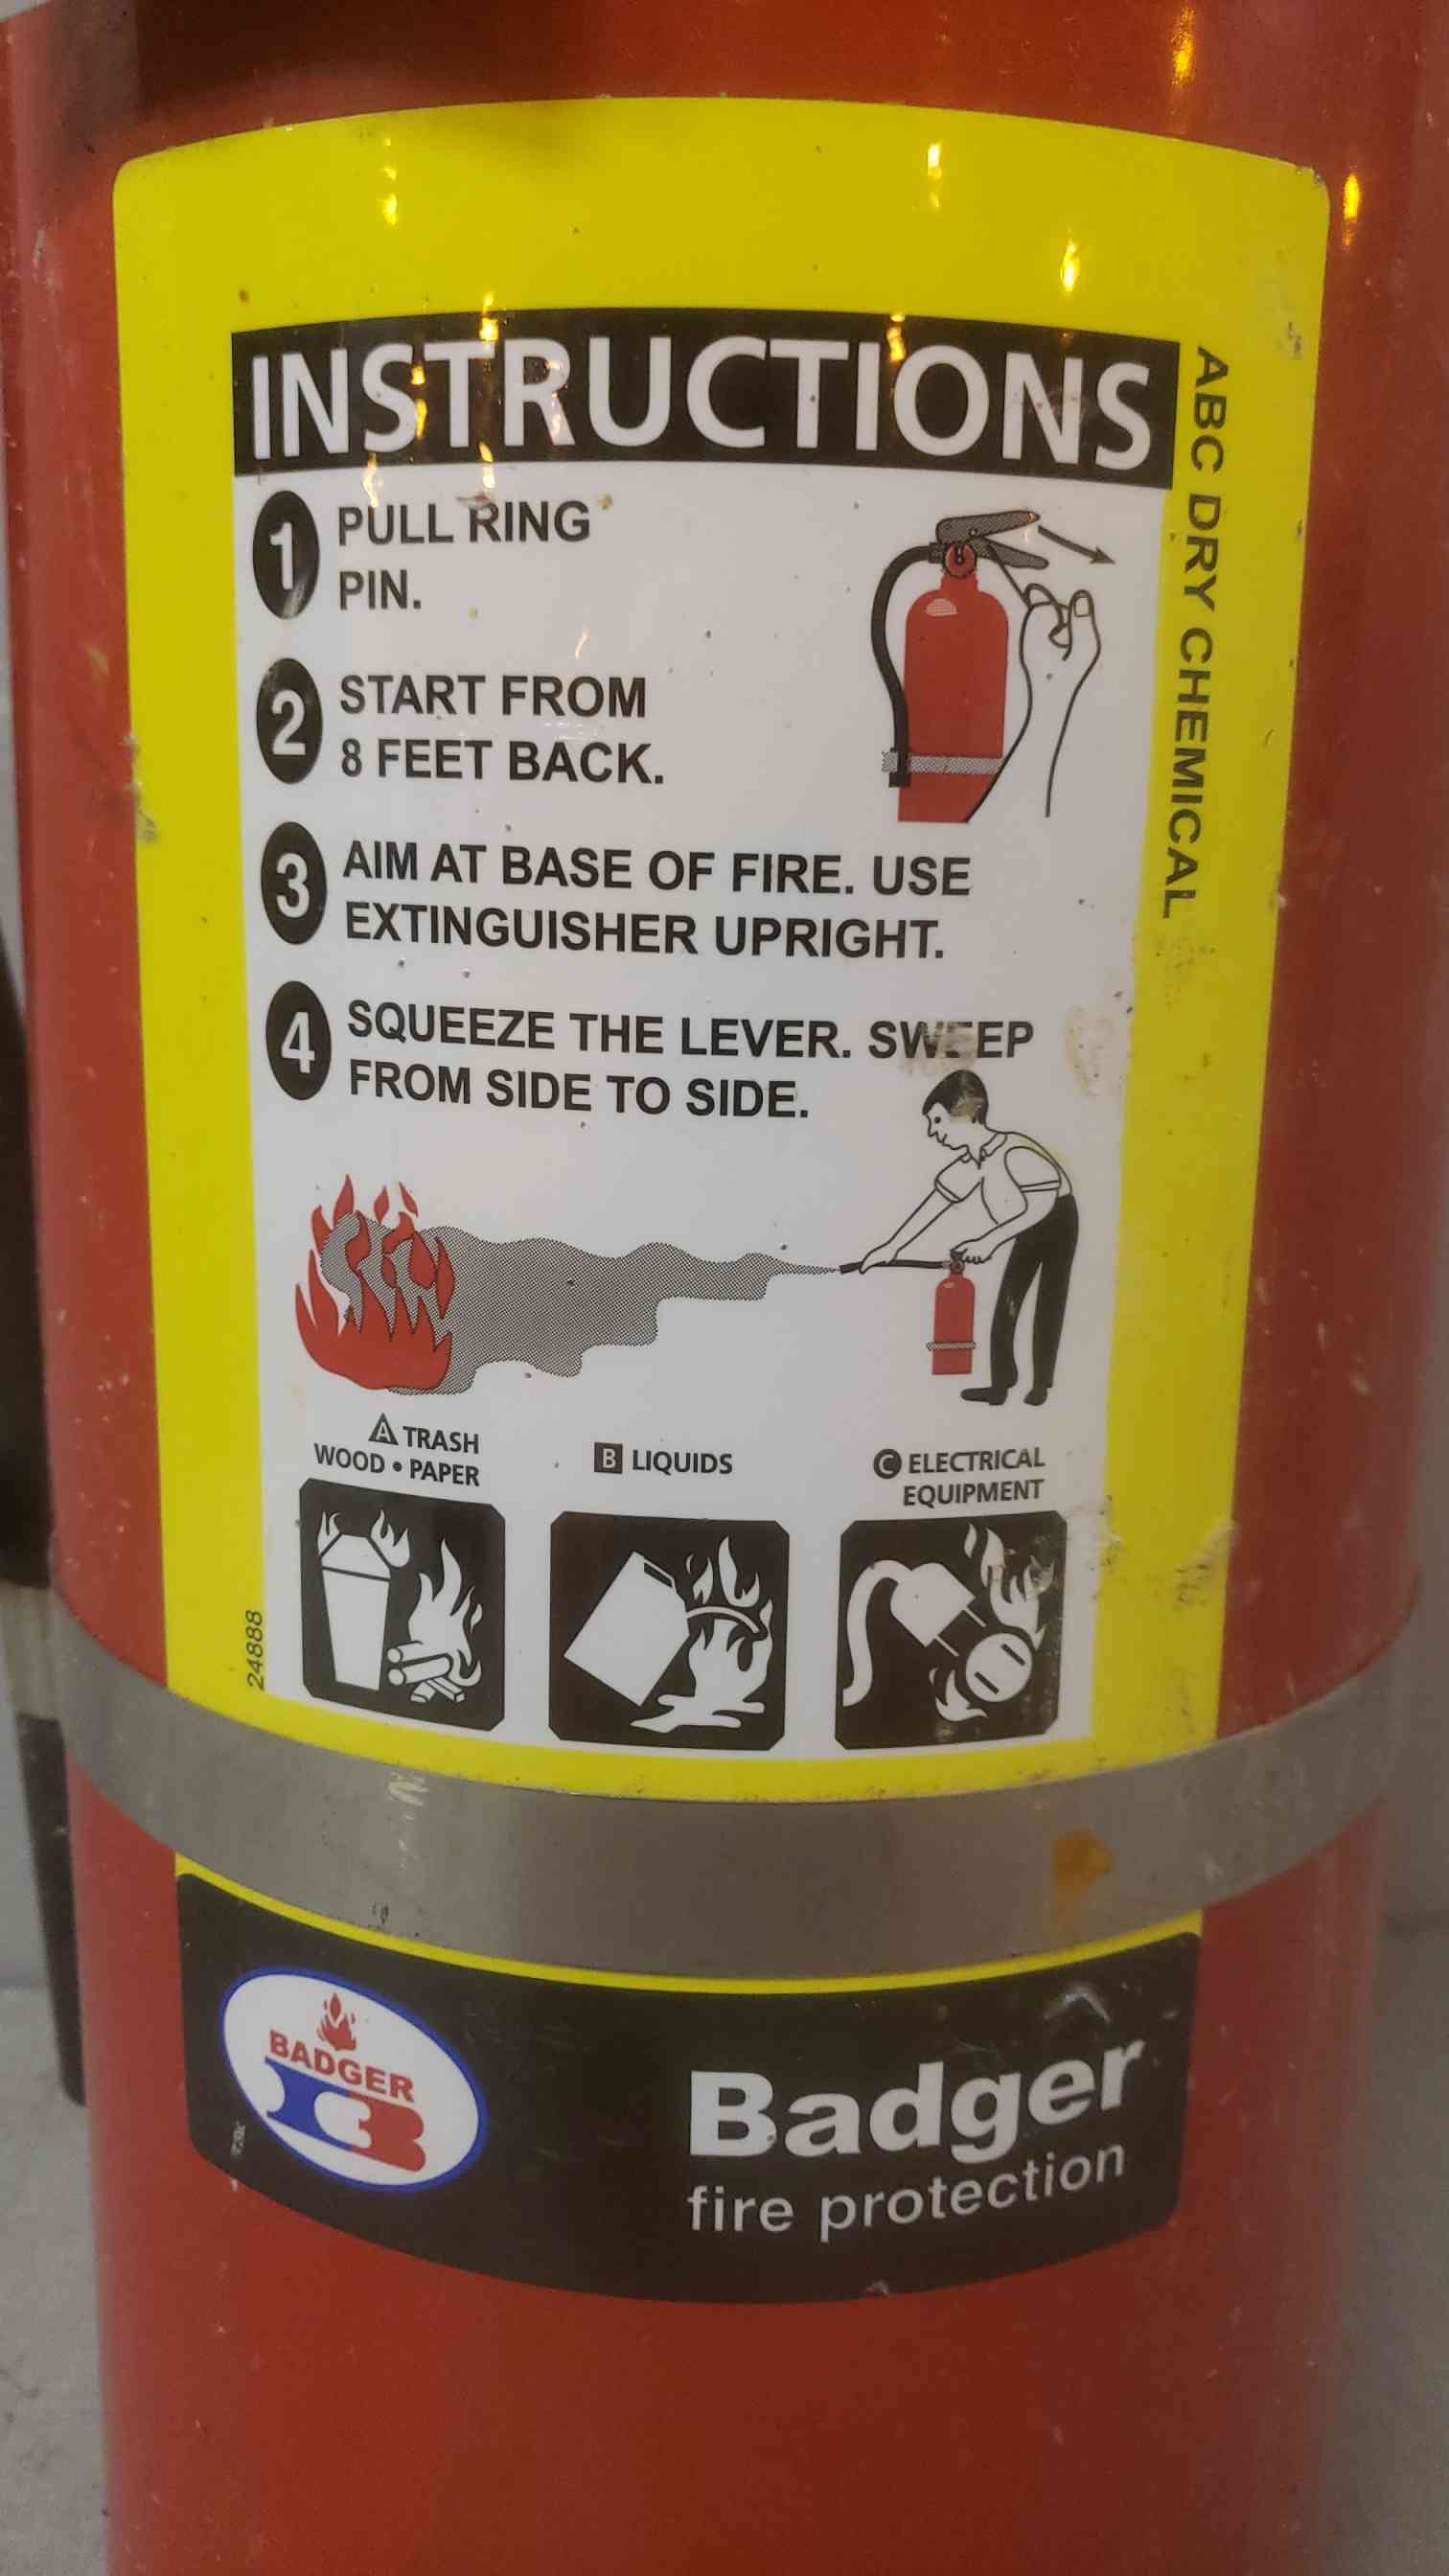 INSTRUCTIONS
1 PULL RING
PIN.
2 START FROM
8 FEET BACK.
3 AIM AT BASE OF FIRE. USE
EXTINGUISHER UPRIGHT.
4 SQUEEZE THE LEVER. SWEEP
FROM SIDE TO SIDE.
ABC DRY CHEMICAL
A TRASH
WOOD • PAPER
B LIQUIDS
C ELECTRICAL
EQUIPMENT
24888
BADGER
B
Badger
fire protection